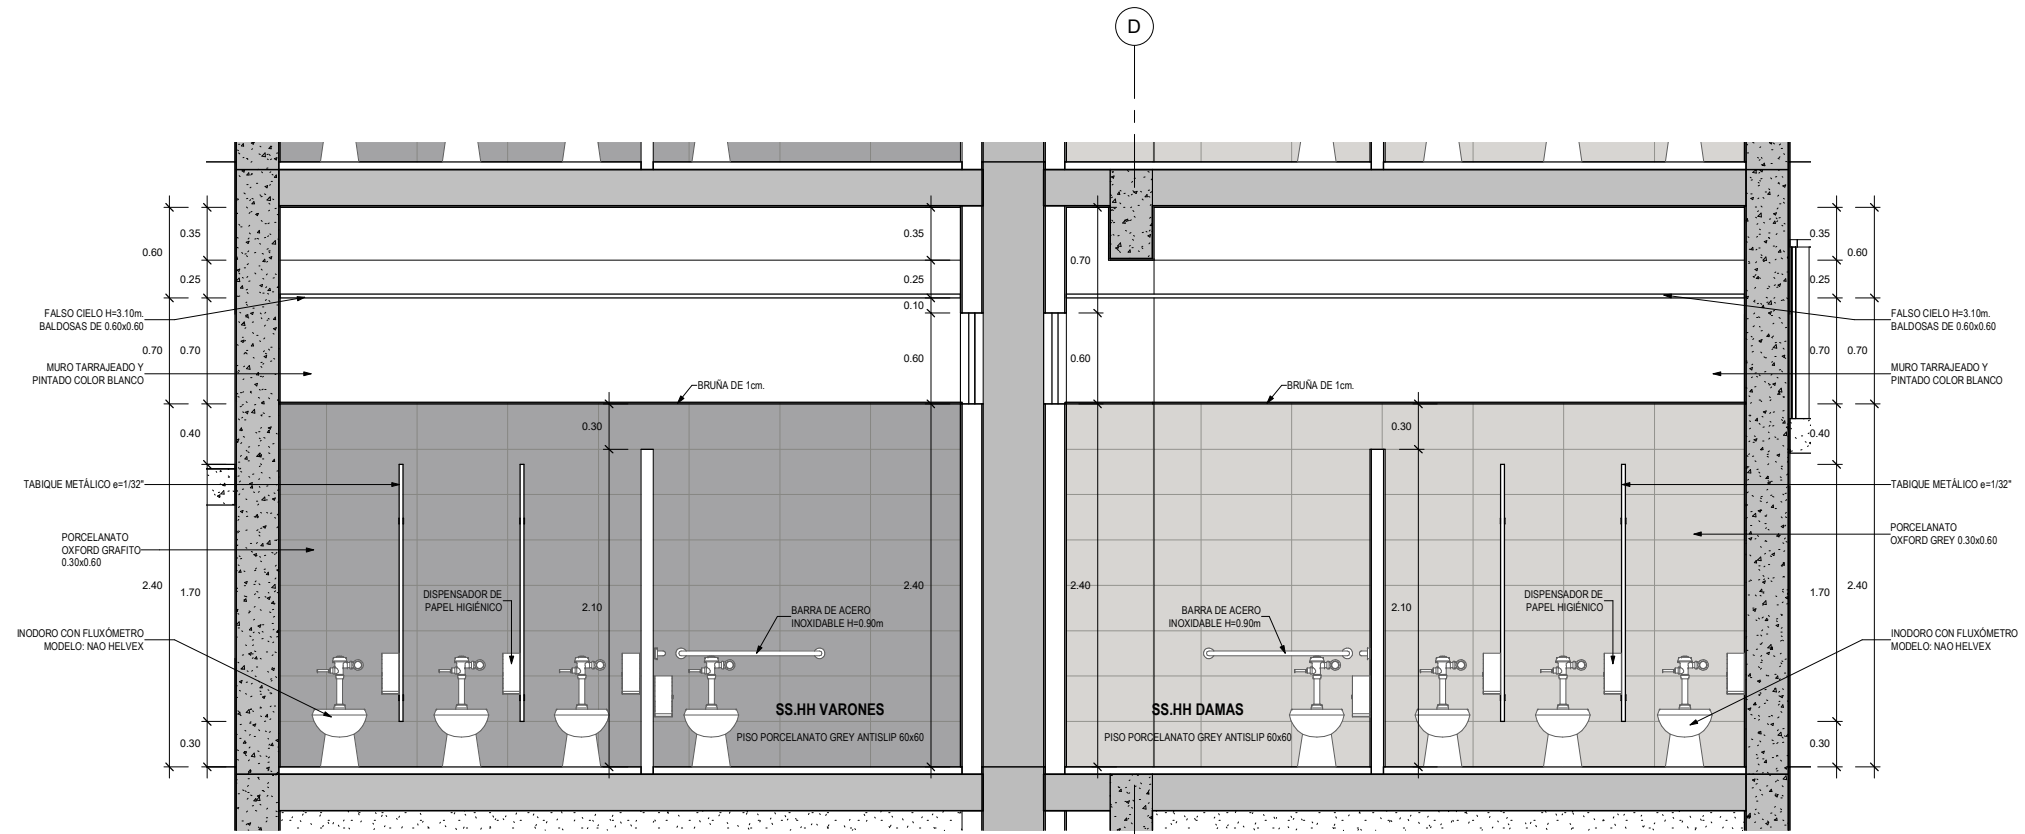 D
0.35
0.60
0.25
FALSO CIELO H=3.10m.
BALDOSAS DE 0.60x0.60
0.70
0.70
MURO TARRAJEADO Y
PINTADO COLOR BLANCO
0.40
TABIQUE METÁLICO e=1/32"
PORCELANATO
OXFORD GRAFITO
0.30x0.60
2.40
1.70
INODORO CON FLUXÓMETRO
MODELO: NAO HELVEX
0.30
BRUÑA DE 1cm.
0.30
DISPENSADOR DE
PAPEL HIGIÉNICO
2.10
BARRA DE ACERO
INOXIDABLE H=0.90m
SS.HH VARONES
PISO PORCELANATO GREY ANTISLIP 60x60
0.35
0.25
0.10
0.60
2.40
0.70
0.60
2.40
BRUÑA DE 1cm.
0.30
BARRA DE ACERO
INOXIDABLE H=0.90m
2.10
DISPENSADOR DE
PAPEL HIGIÉNICO
SS.HH DAMAS
PISO PORCELANATO GREY ANTISLIP 60x60
0.35
0.60
0.25
FALSO CIELO H=3.10m.
BALDOSAS DE 0.60x0.60
0.70
0.70
MURO TARRAJEADO Y
PINTADO COLOR BLANCO
0.40
TABIQUE METÁLICO e=1/32"
PORCELANATO
OXFORD GREY 0.30x0.60
1.70
2.40
INODORO CON FLUXÓMETRO
MODELO: NAO HELVEX
0.30